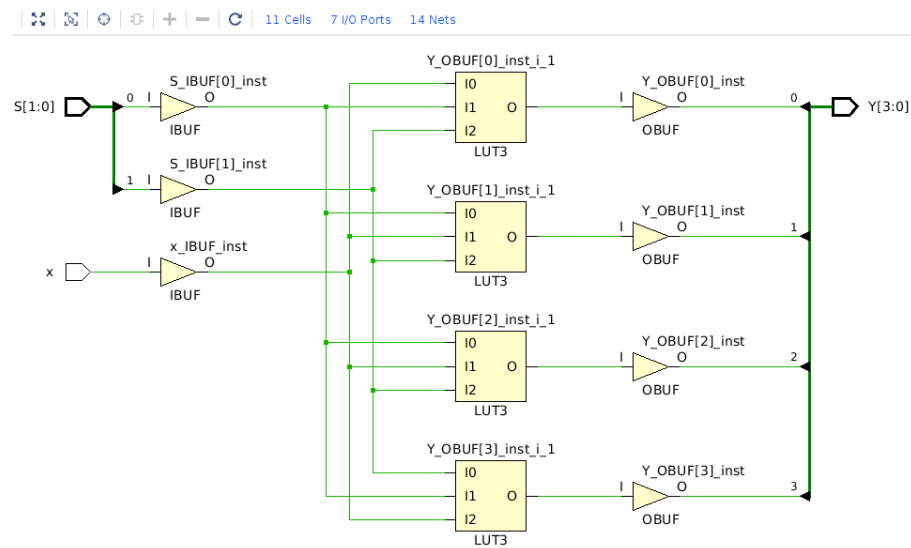 11 Cells 7 I/O Ports 14 Nets
Y_OBUF[0]_inst_i_1
S_IBUF[0]_inst
Y_OBUF[0]_inst
I0
S[1:0]
0
I
O
I1
O
I
O
0
Y[3:0]
IBUF
I2
OBUF
LUT3
S_IBUF[1]_inst
1
I
O
IBUF
Y_OBUF[1]_inst_i_1
Y_OBUF[1]_inst
I0
I1
O
I
O
1
I2
OBUF
LUT3
x_IBUF_inst
x
I
O
IBUF
Y_OBUF[2]_inst_i_1
Y_OBUF[2]_inst
I0
I1
O
I
O
2
I2
OBUF
LUT3
Y_OBUF[3]_inst_i_1
Y_OBUF[3]_inst
I0
I1
O
I
O
3
I2
OBUF
LUT3